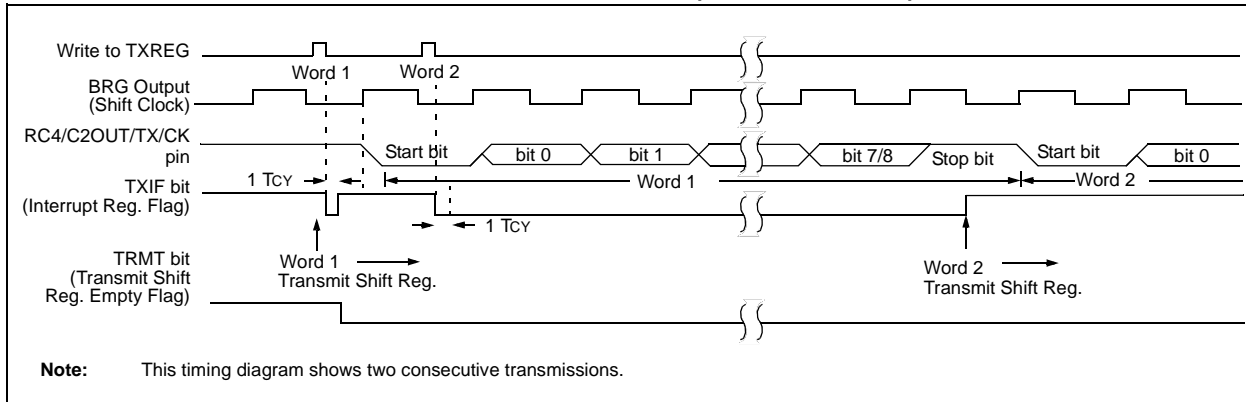 Write to TXREG
Word 1
Word 2
BRG Output
(Shift Clock)
RC4/C2OUT/TX/CK
pin
Start bit
bit 0
bit 1
bit 7/8
Stop bit
Start bit
bit 0
1 TCY
Word 1
Word 2
TXIF bit
(Interrupt Reg. Flag)
1 TCY
TRMT bit
(Transmit Shift
Reg. Empty Flag)
Word 1
Transmit Shift Reg.
Word 2
Transmit Shift Reg.
Note: This timing diagram shows two consecutive transmissions.